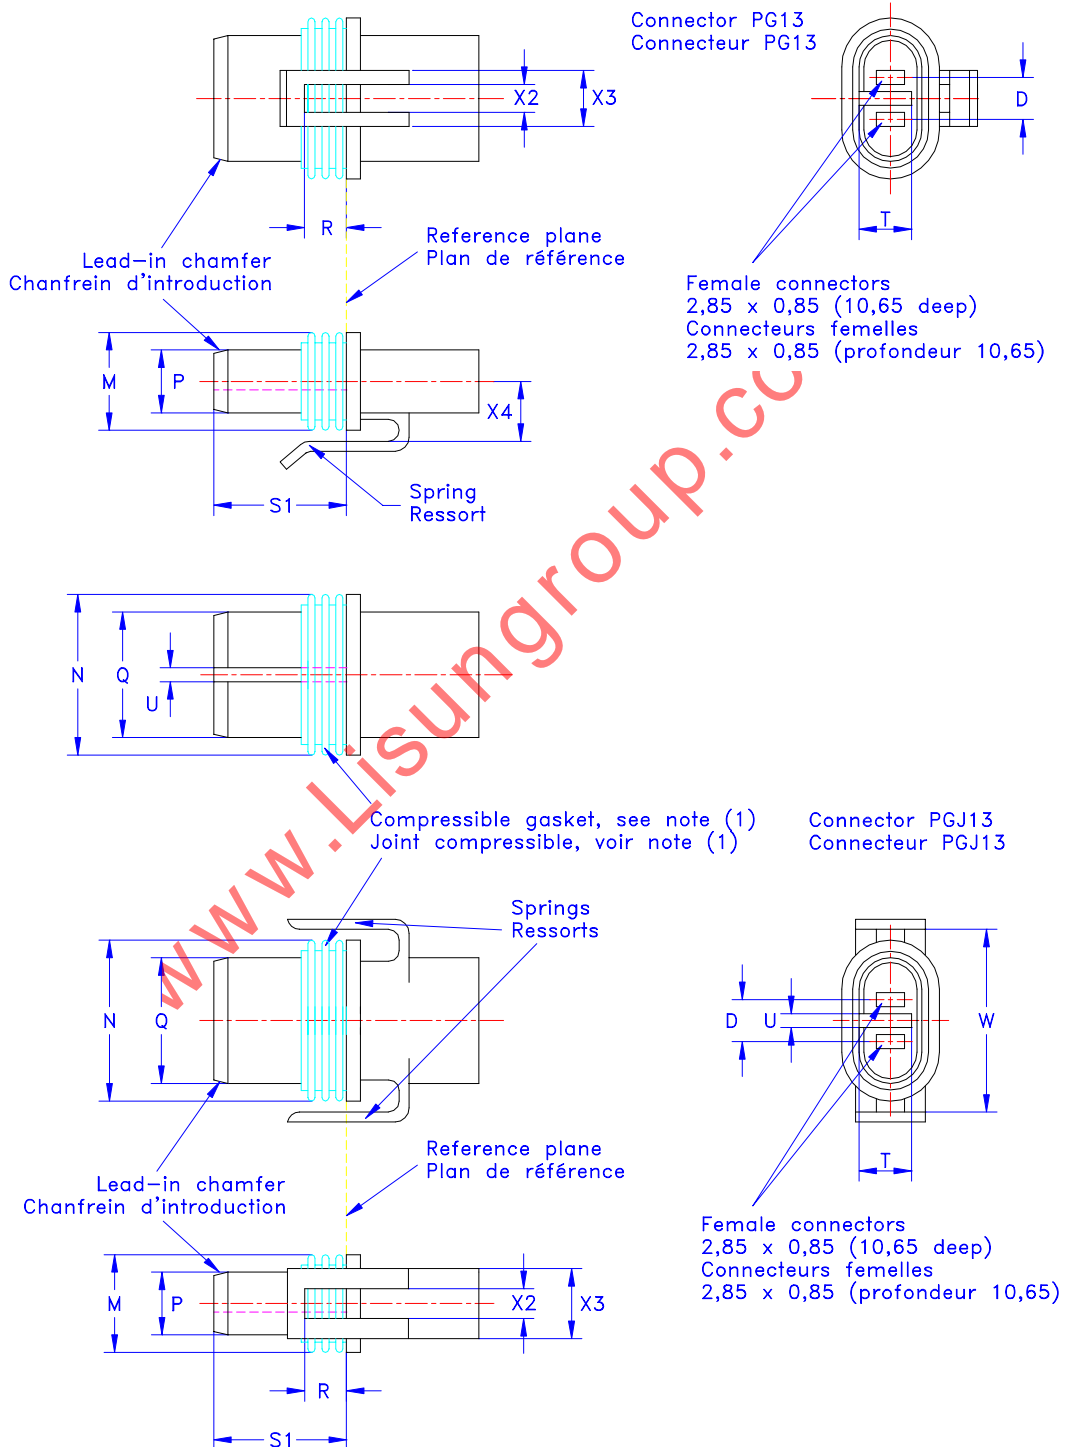 Connector PG13
Connecteur PG13
X2
X3
D
T
R
Reference plane
Plan de référence
Lead-in chamfer
Chanfrein d'introduction
Female connectors
2,85 x 0,85 (10,65 deep)
Connecteurs femelles
2,85 x 0,85 (profondeur 10,65)
M
P
X4
S1
Spring
Ressort
N
Q
U
www.Lisungroup.co
Compressible gasket, see note (1)
Joint compressible, voir note (1)
Connector PGJ13
Connecteur PGJ13
Springs
Ressorts
N
Q
D
U
W
T
Reference plane
Plan de référence
Lead-in chamfer
Chanfrein d'introduction
Female connectors
2,85 x 0,85 (10,65 deep)
Connecteurs femelles
2,85 x 0,85 (profondeur 10,65)
M
P
X2
X3
R
S1